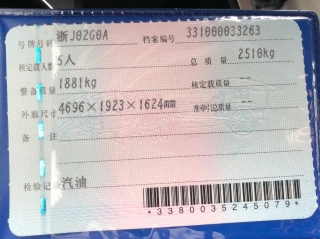 号牌号码 浙J02G0A 档案编号 331000033263
核定载人数 5人 总质量 2510kg
整备质量 1881kg 核定载质量 --
外廓尺寸 4696×1923×1624mm 准牵引总质量 --
备注
检验记录 汽油
*3380035245079*